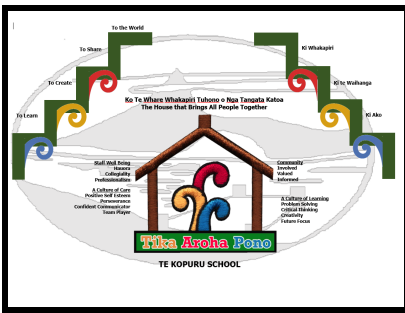 To the World
To Share
To Create
To Learn
Ki Whakapiri
Ki te Waihanga
Ki Ako
Ko Te Whare Whakapiri Tuhono o Nga Tangata Katoa
The House that Brings All People Together
Staff Well Being
Honora
Collegiality
Professionalism
A Culture of Care
Positive Self Esteem
Perseverance
Confident Communicator
Team Player
Community
Involved
Valued
Informed
A Culture of Learning
Problem Solving
Critical Thinking
Creativity
Future Focus
Tika Aroha Pono
TE KOPURU SCHOOL